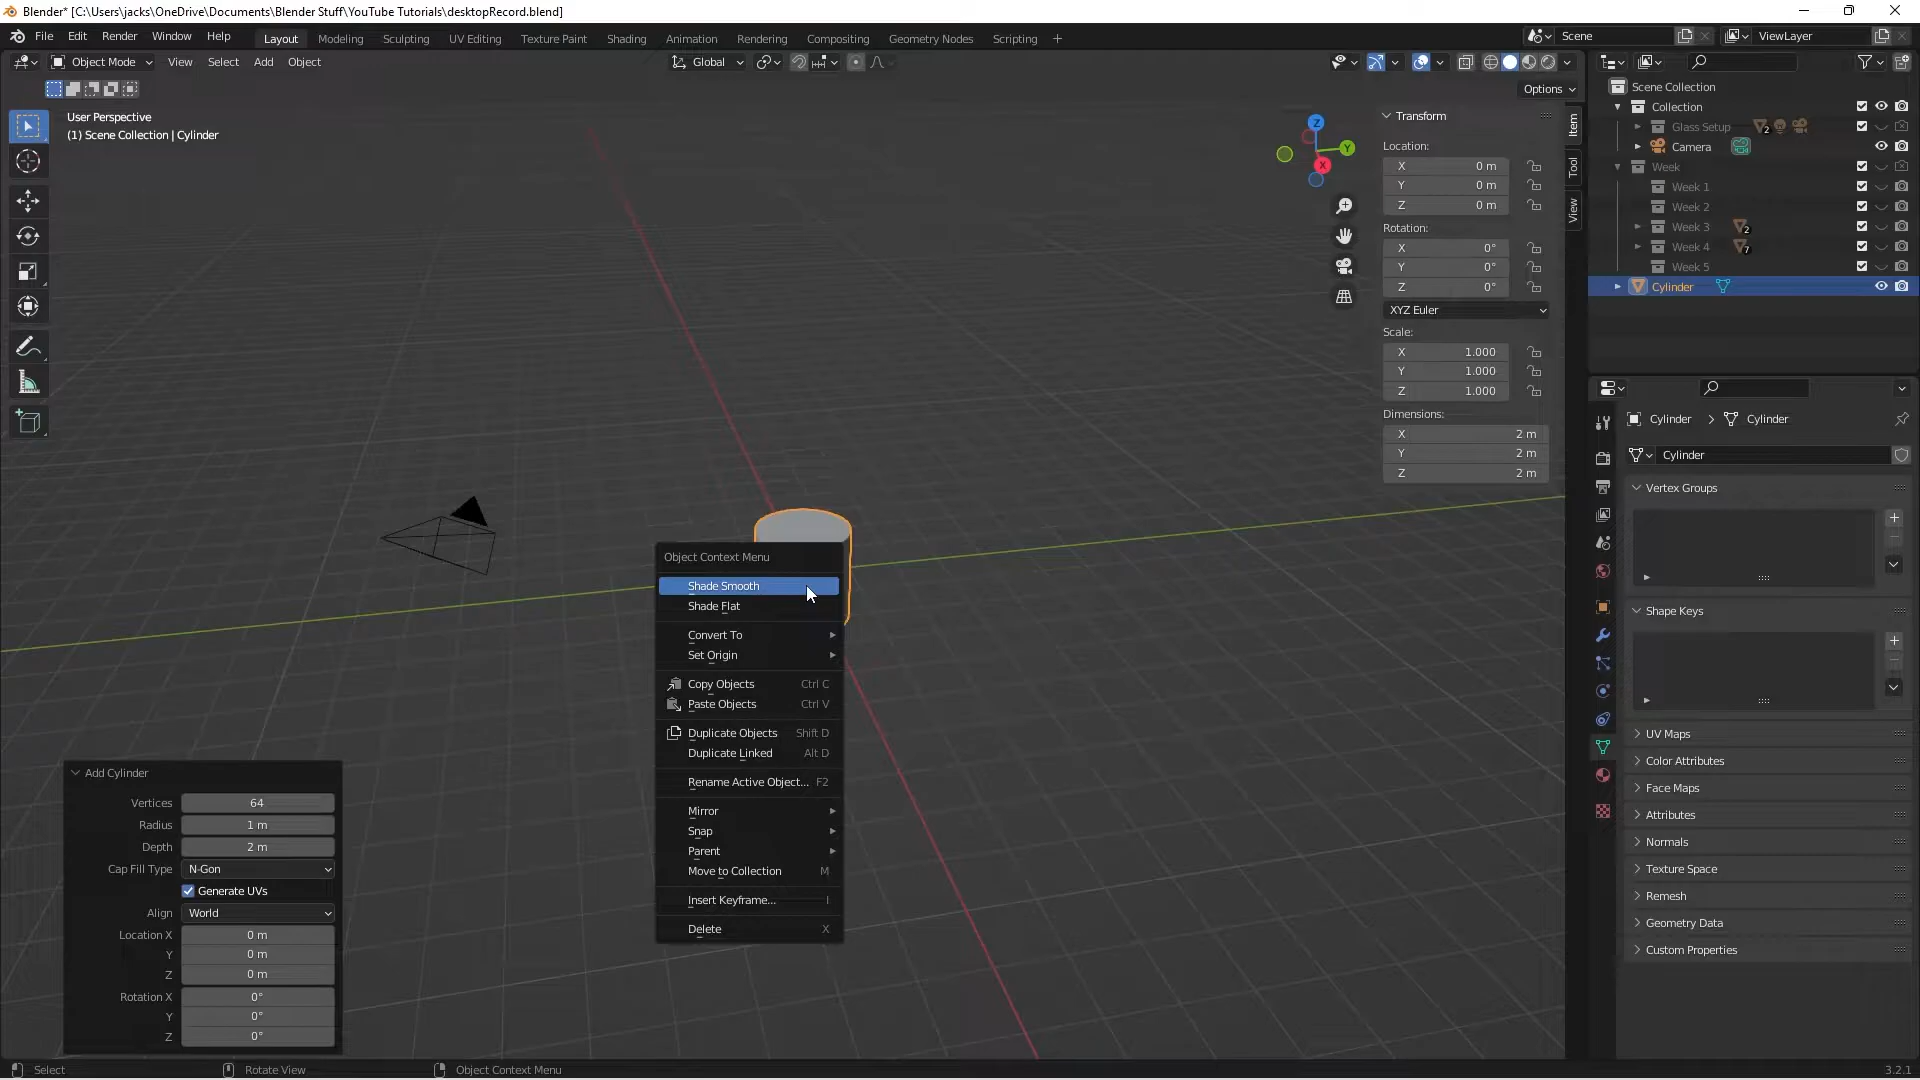 Blender* [C:\Users\jacks\OneDrive\Documents\Blender Stuff\YouTube Tutorials\desktopRecord.blend]
File Edit Render Window Help Layout Modeling Sculpting UV Editing Texture Paint Shading Animation Rendering Compositing Geometry Nodes Scripting + Scene ViewLayer
Object Mode View Select Add Object Global
Options
User Perspective
(1) Scene Collection | Cylinder
Z
Y
X
Transform
Location:
X 0 m
Y 0 m
Z 0 m
Rotation:
X 0°
Y 0°
Z 0°
XYZ Euler
Scale:
X 1.000
Y 1.000
Z 1.000
Dimensions:
X 2 m
Y 2 m
Z 2 m
Item
Tool
View
Scene Collection
Collection
Glass Setup 2
Camera
Week
Week 1
Week 2
Week 3 2
Week 4 7
Week 5
Cylinder
Cylinder > Cylinder
Cylinder
Vertex Groups
Shape Keys
UV Maps
Color Attributes
Face Maps
Attributes
Normals
Texture Space
Remesh
Geometry Data
Custom Properties
Object Context Menu
Shade Smooth
Shade Flat
Convert To
Set Origin
Copy Objects Ctrl C
Paste Objects Ctrl V
Duplicate Objects Shift D
Duplicate Linked Alt D
Rename Active Object... F2
Mirror
Snap
Parent
Move to Collection M
Insert Keyframe... I
Delete X
Add Cylinder
Vertices 64
Radius 1 m
Depth 2 m
Cap Fill Type N-Gon
Generate UVs
Align World
Location X 0 m
Y 0 m
Z 0 m
Rotation X 0°
Y 0°
Z 0°
Select Rotate View Object Context Menu 3.2.1